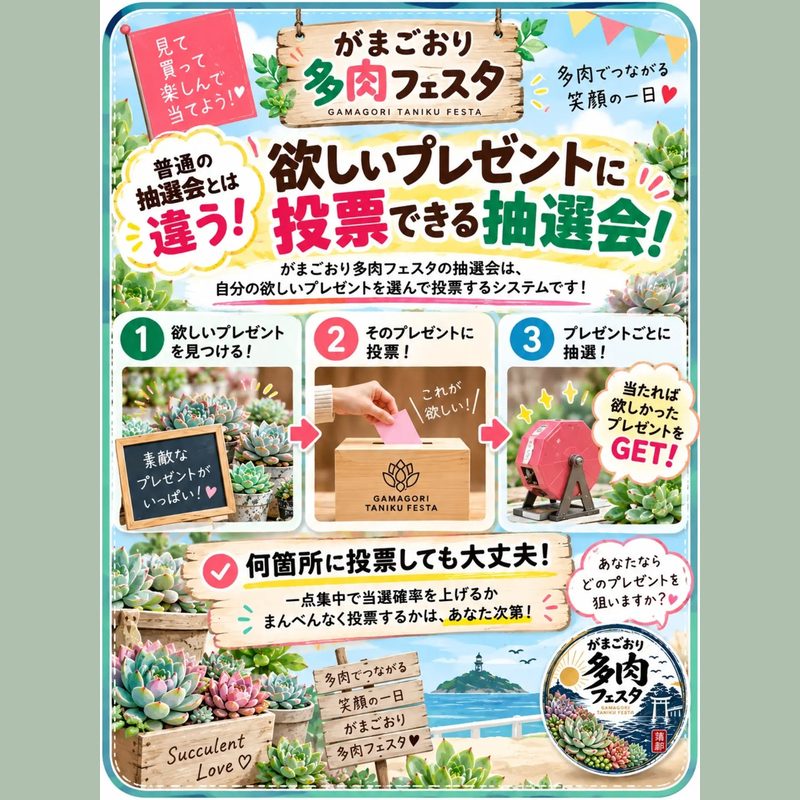 見て
買って
楽しんで
当てよう!♥
がまごおり
多肉フェスタ
GAMAGORI TANIKU FESTA
多肉でつながる
笑顔の一日♥
普通の
抽選会とは
違う!
欲しいプレゼントに
投票できる抽選会!
がまごおり多肉フェスタの抽選会は、
自分の欲しいプレゼントを選んで投票するシステムです!
1 欲しいプレゼント
を見つける!
素敵な
プレゼントが
いっぱい!♥
2 そのプレゼントに
投票!
これが
欲しい!
GAMAGORI
TANIKU FESTA
3 プレゼントごとに
抽選!
当たれば
欲しかった
プレゼントを
GET!
何箇所に投票しても大丈夫!
一点集中で当選確率を上げるか
まんべんなく投票するかは、あなた次第!
あなたなら
どのプレゼントを
狙いますか?♥
Succulent
Love♡
多肉でつながる
笑顔の一日
がまごおり
多肉フェスタ♥
がまごおり
多肉
フェスタ
GAMAGORI
TANIKU FESTA
蒲郡